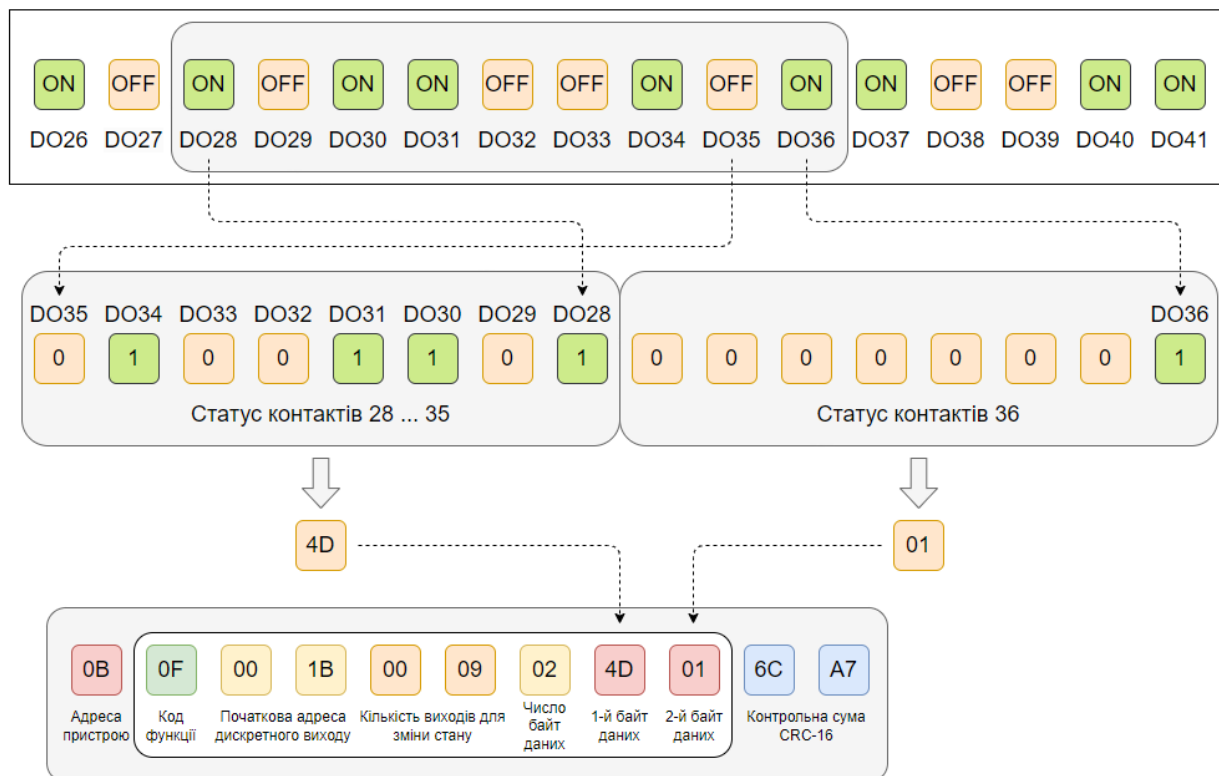 ON OFF ON OFF ON ON OFF OFF ON OFF ON ON OFF OFF ON ON
DO26 DO27 DO28 DO29 DO30 DO31 DO32 DO33 DO34 DO35 DO36 DO37 DO38 DO39 DO40 DO41
DO35 DO34 DO33 DO32 DO31 DO30 DO29 DO28 DO36
0 1 0 0 1 1 0 1 0 0 0 0 0 0 0 1
Статус контактів 28 ... 35
Статус контактів 36
4D 01
0B 0F 00 1B 00 09 02 4D 01 6C A7
Адреса
пристрою
Код
функції
Початкова адреса
дискретного виходу
Кількість виходів для
зміни стану
Число
байт
даних
1-й байт
даних
2-й байт
даних
Контрольна сума
CRC-16